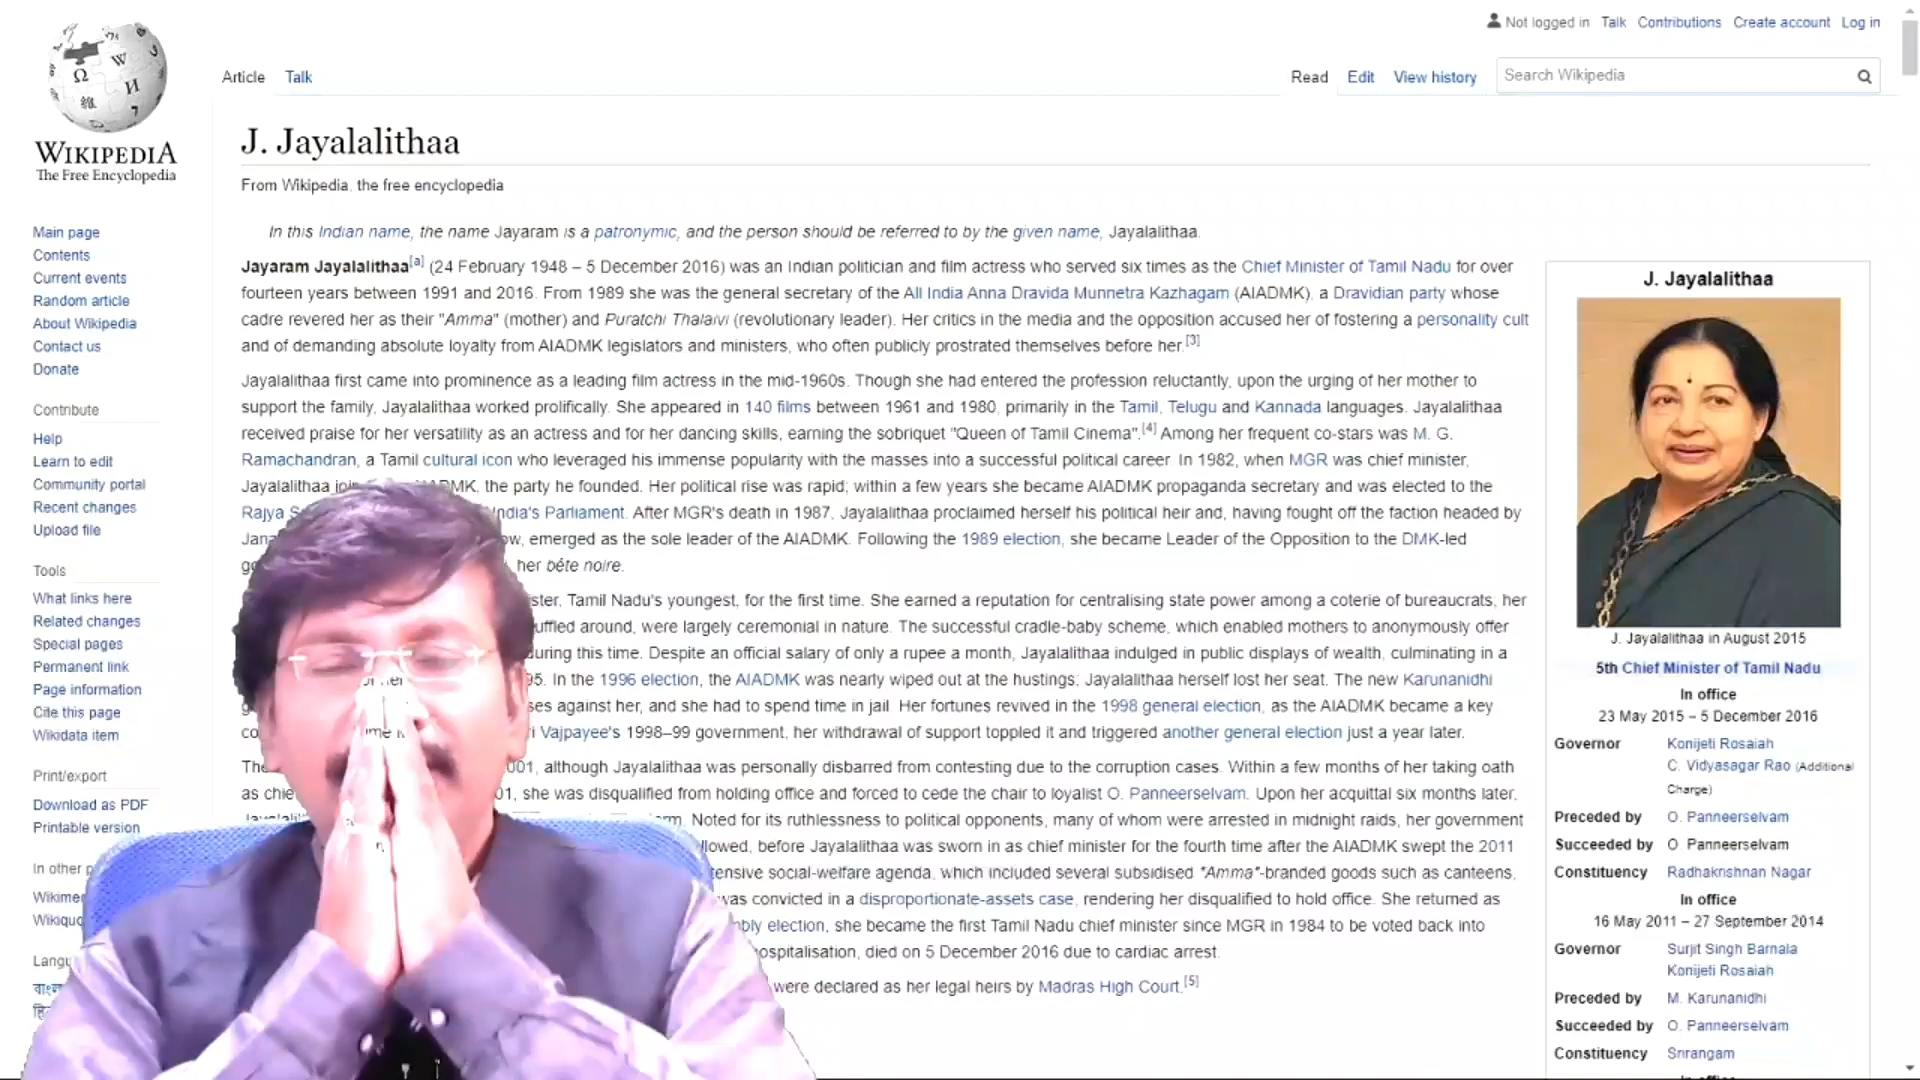 Not logged in Talk Contributions Create account Log in
Article Talk Read Edit View history Search Wikipedia
WIKIPEDIA
The Free Encyclopedia
Main page
Contents
Current events
Random article
About Wikipedia
Contact us
Donate
Contribute
Help
Learn to edit
Community portal
Recent changes
Upload file
Tools
What links here
Related changes
Special pages
Permanent link
Page information
Cite this page
Wikidata item
Print/export
Download as PDF
Printable version
In other
J. Jayalalithaa
From Wikipedia, the free encyclopedia
In this Indian name, the name Jayaram is a patronymic, and the person should be referred to by the given name, Jayalalithaa.
Jayaram Jayalalithaa[a] (24 February 1948 – 5 December 2016) was an Indian politician and film actress who served six times as the Chief Minister of Tamil Nadu for over
fourteen years between 1991 and 2016. From 1989 she was the general secretary of the All India Anna Dravida Munnetra Kazhagam (AIADMK), a Dravidian party whose
cadre revered her as their "Amma" (mother) and Puratchi Thalaivi (revolutionary leader). Her critics in the media and the opposition accused her of fostering a personality cult
and of demanding absolute loyalty from AIADMK legislators and ministers, who often publicly prostrated themselves before her.[3]
Jayalalithaa first came into prominence as a leading film actress in the mid-1960s. Though she had entered the profession reluctantly, upon the urging of her mother to
support the family, Jayalalithaa worked prolifically. She appeared in 140 films between 1961 and 1980, primarily in the Tamil, Telugu and Kannada languages. Jayalalithaa
received praise for her versatility as an actress and for her dancing skills, earning the sobriquet "Queen of Tamil Cinema".[4] Among her frequent co-stars was M. G.
Ramachandran, a Tamil cultural icon who leveraged his immense popularity with the masses into a successful political career. In 1982, when MGR was chief minister,
Jayalalithaa the party he founded. Her political rise was rapid; within a few years she became AIADMK propaganda secretary and was elected to the
Rajya India's Parliament. After MGR's death in 1987, Jayalalithaa proclaimed herself his political heir and, having fought off the faction headed by
emerged as the sole leader of the AIADMK. Following the 1989 election, she became Leader of the Opposition to the DMK-led
her bête noire.
Tamil Nadu's youngest, for the first time. She earned a reputation for centralising state power among a coterie of bureaucrats; her
around, were largely ceremonial in nature. The successful cradle-baby scheme, which enabled mothers to anonymously offer
during this time. Despite an official salary of only a rupee a month, Jayalalithaa indulged in public displays of wealth, culminating in a
In the 1996 election, the AIADMK was nearly wiped out at the hustings; Jayalalithaa herself lost her seat. The new Karunanidhi
against her, and she had to spend time in jail. Her fortunes revived in the 1998 general election, as the AIADMK became a key
Vajpayee's 1998–99 government; her withdrawal of support toppled it and triggered another general election just a year later.
The although Jayalalithaa was personally disbarred from contesting due to the corruption cases. Within a few months of her taking oath
as she was disqualified from holding office and forced to cede the chair to loyalist O. Panneerselvam. Upon her acquittal six months later,
Noted for its ruthlessness to political opponents, many of whom were arrested in midnight raids, her government
before Jayalalithaa was sworn in as chief minister for the fourth time after the AIADMK swept the 2011
social-welfare agenda, which included several subsidised "Amma"-branded goods such as canteens,
was convicted in a disproportionate-assets case, rendering her disqualified to hold office. She returned as
election, she became the first Tamil Nadu chief minister since MGR in 1984 to be voted back into
died on 5 December 2016 due to cardiac arrest.
were declared as her legal heirs by Madras High Court.[5]
J. Jayalalithaa
J. Jayalalithaa in August 2015
5th Chief Minister of Tamil Nadu
In office
23 May 2015 – 5 December 2016
Governor Konijeti Rosaiah
C. Vidyasagar Rao (Additional
Charge)
Preceded by O. Panneerselvam
Succeeded by O. Panneerselvam
Constituency Radhakrishnan Nagar
In office
16 May 2011 – 27 September 2014
Governor Surjit Singh Barnala
Konijeti Rosaiah
Preceded by M. Karunanidhi
Succeeded by O. Panneerselvam
Constituency Srirangam